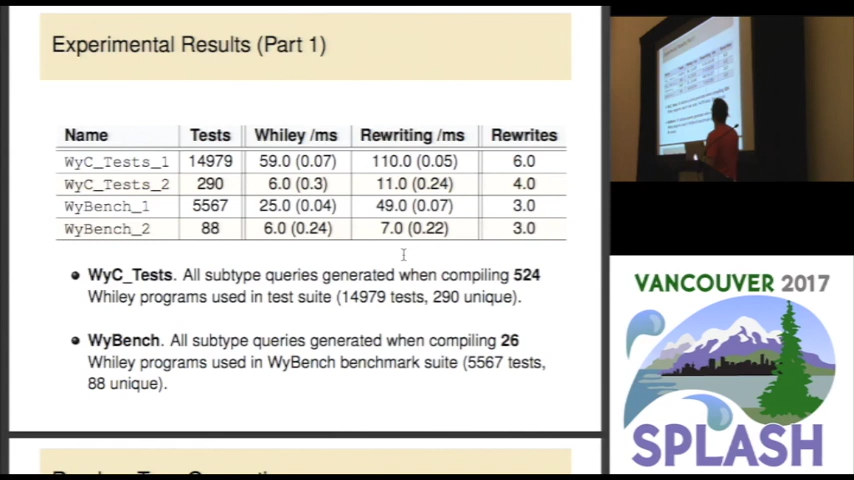 Experimental Results (Part 1)
Name Tests Whiley /ms Rewriting /ms Rewrites
WyC_Tests_1 14979 59.0 (0.07) 110.0 (0.05) 6.0
WyC_Tests_2 290 6.0 (0.3) 11.0 (0.24) 4.0
WyBench_1 5567 25.0 (0.04) 49.0 (0.07) 3.0
WyBench_2 88 6.0 (0.24) 7.0 (0.22) 3.0
WyC_Tests. All subtype queries generated when compiling 524
Whiley programs used in test suite (14979 tests, 290 unique).
WyBench. All subtype queries generated when compiling 26
Whiley programs used in WyBench benchmark suite (5567 tests,
88 unique).
VANCOUVER 2017
SPLASH